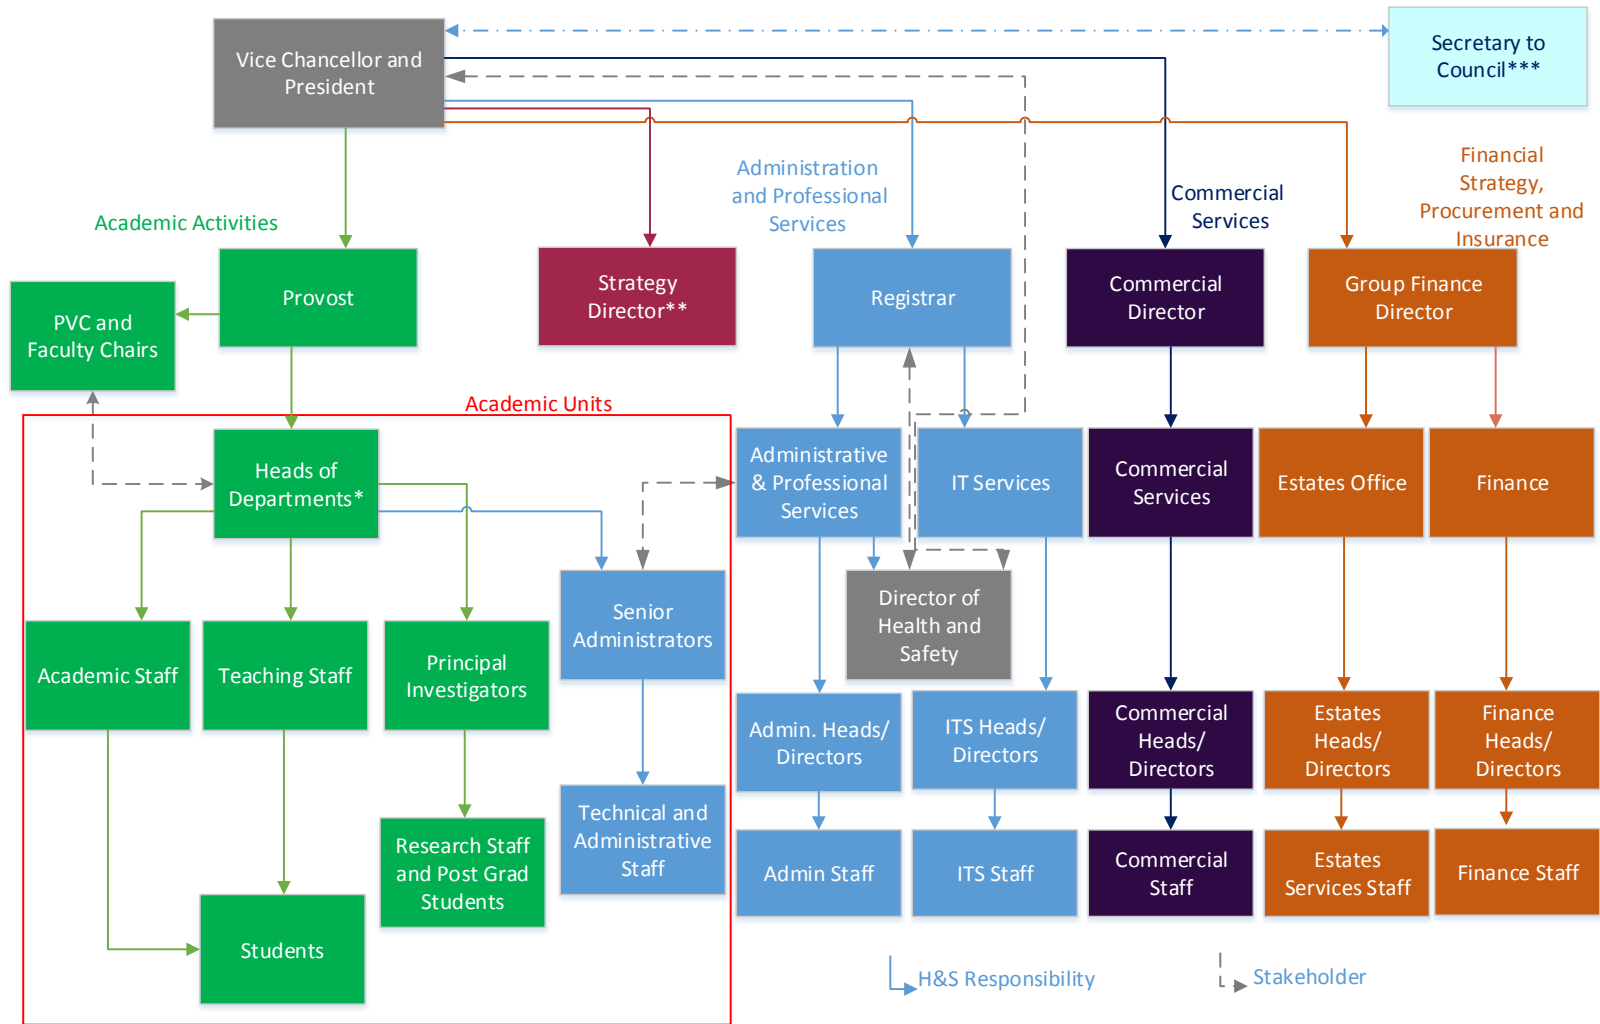 Vice Chancellor and
President
Secretary to
Council***
Academic Activities
Administration
and Professional
Services
Commercial
Services
Financial
Strategy,
Procurement and
Insurance
PVC and
Faculty Chairs
Provost
Strategy
Director**
Registrar
Commercial
Director
Group Finance
Director
Academic Units
Heads of
Departments*
Administrative
& Professional
Services
IT Services
Commercial
Services
Estates Office
Finance
Academic Staff
Teaching Staff
Principal
Investigators
Senior
Administrators
Director of
Health and
Safety
Admin. Heads/
Directors
ITS Heads/
Directors
Commercial
Heads/
Directors
Estates
Heads/
Directors
Finance
Heads/
Directors
Students
Research Staff
and Post Grad
Students
Technical and
Administrative
Staff
Admin Staff
ITS Staff
Commercial
Staff
Estates
Services Staff
Finance Staff
H&S Responsibility
Stakeholder